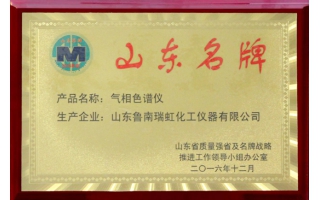 山东名牌
产品名称：气相色谱仪
生产企业：山东鲁南瑞虹化工仪器有限公司
山东省质量强省及名牌战略
推进工作领导小组办公室
二〇一六年十二月